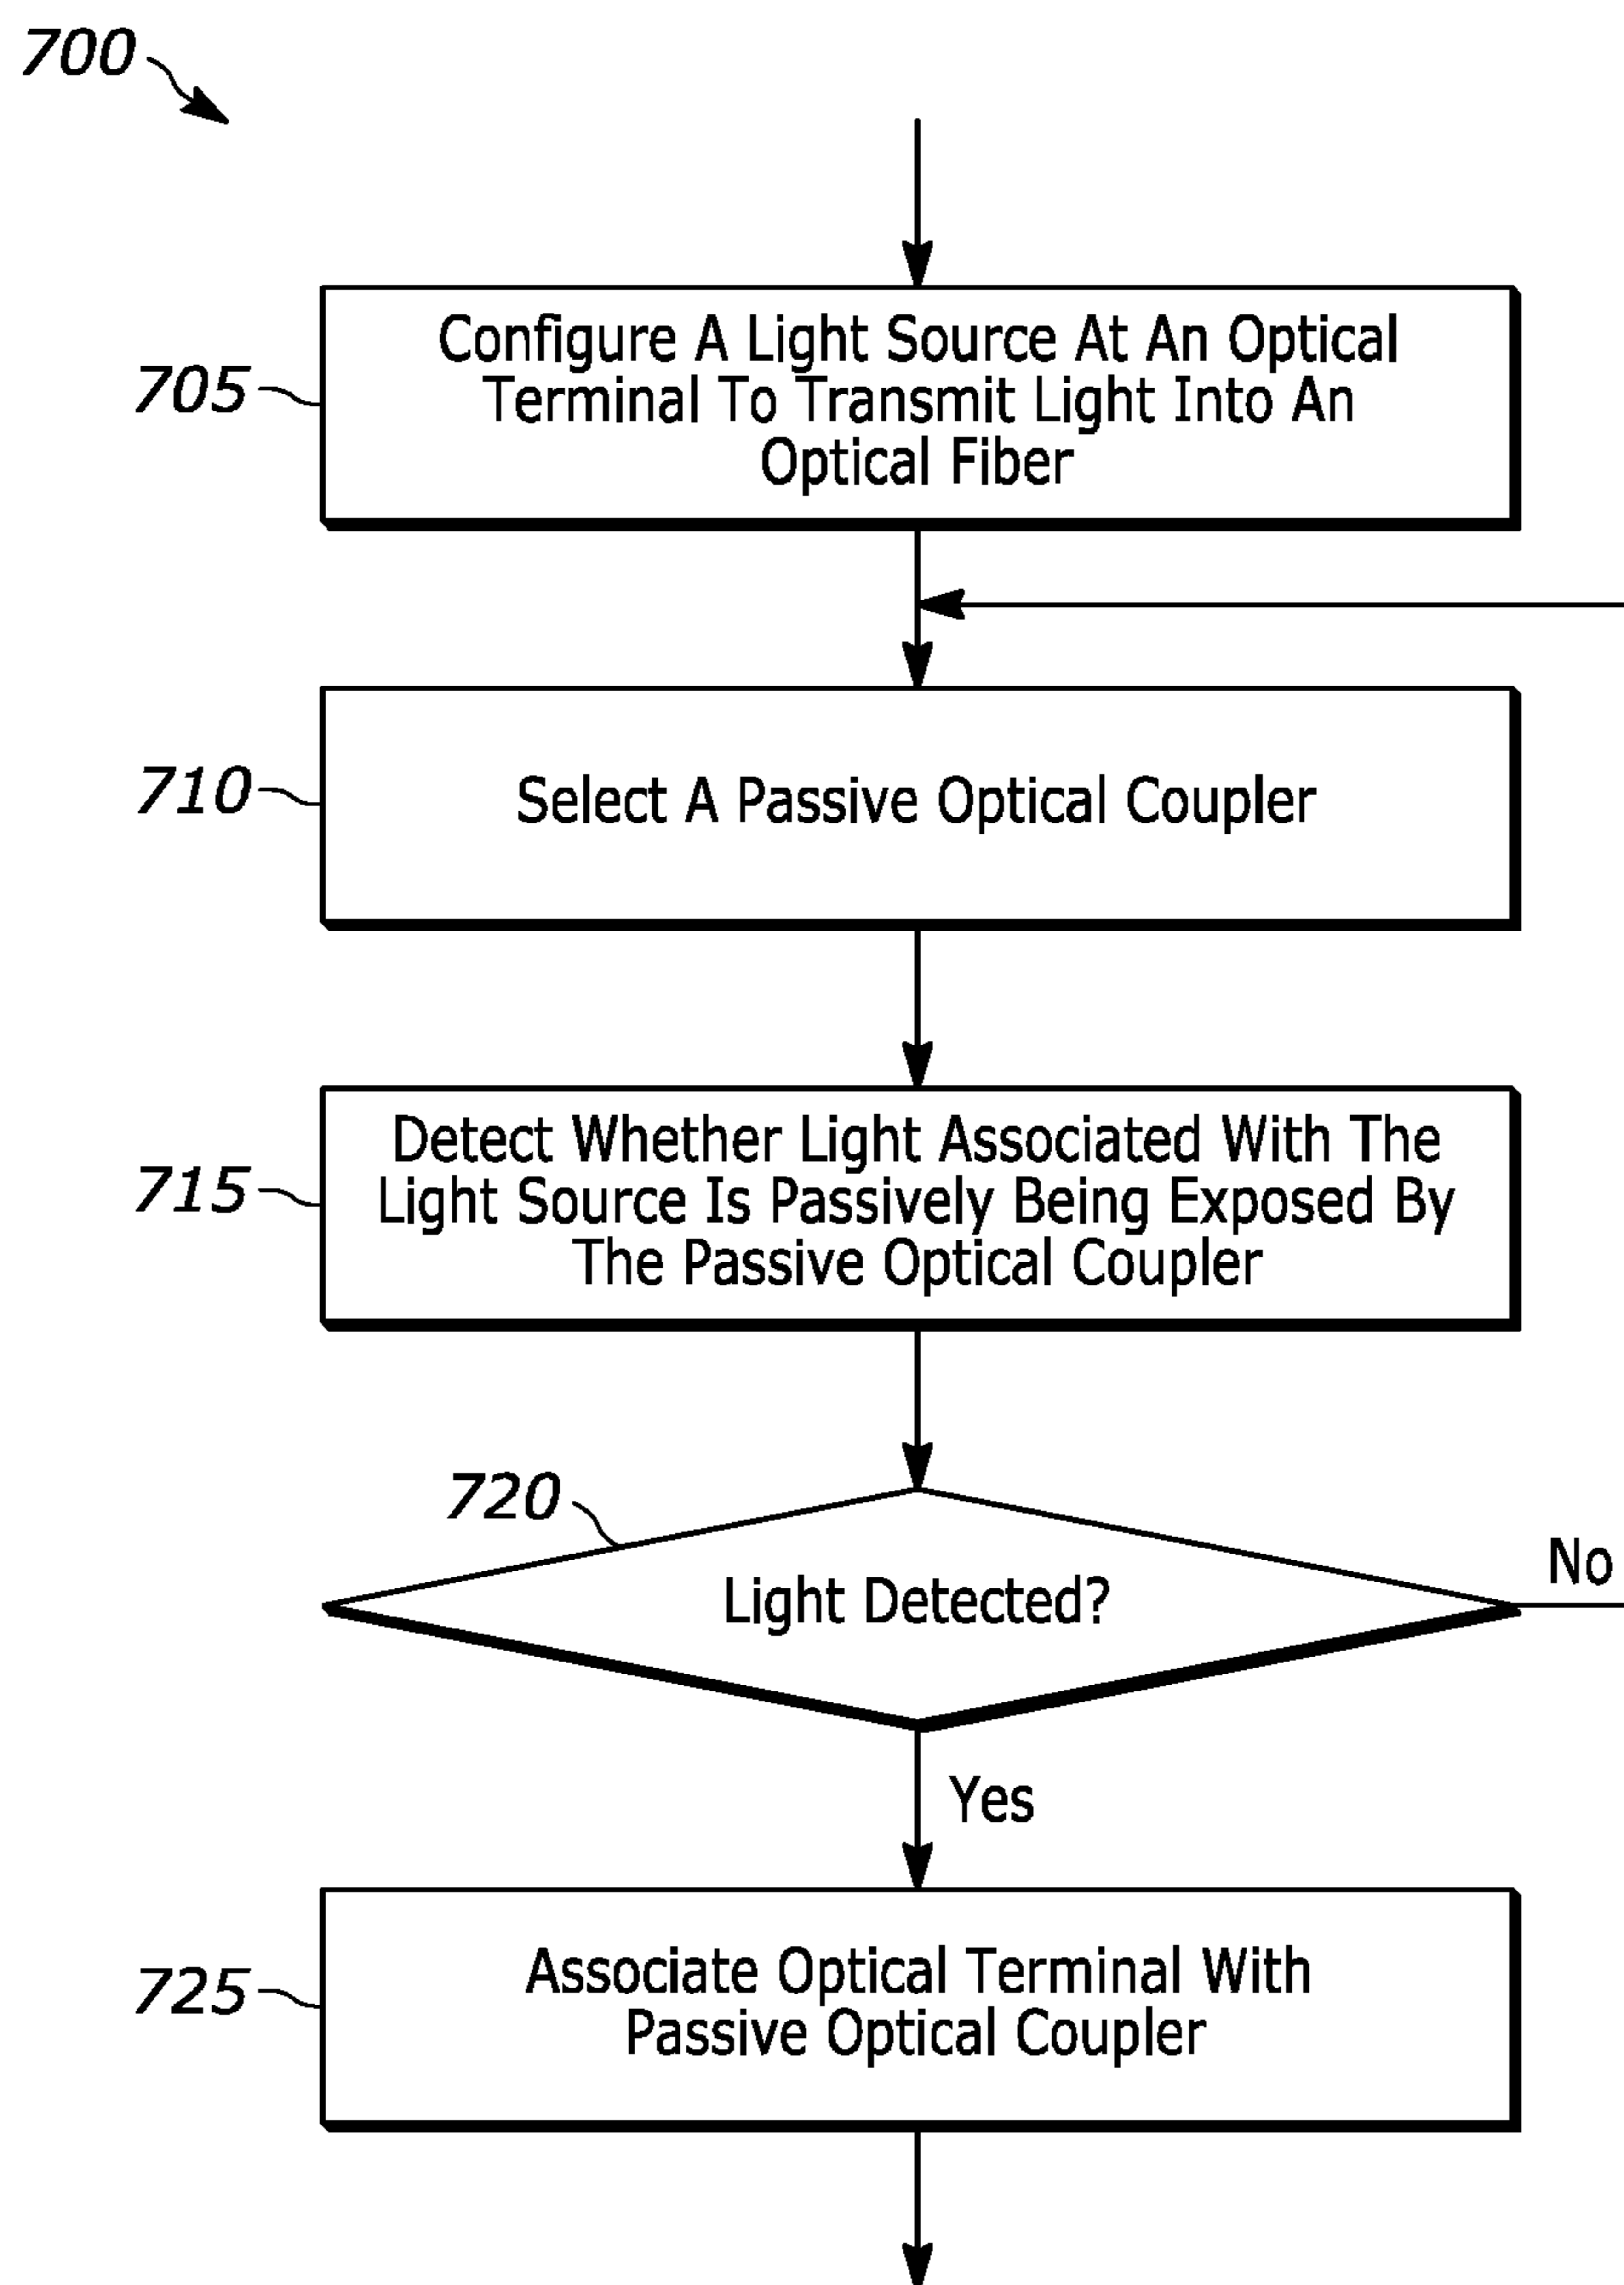 700
705
Configure A Light Source At An Optical
Terminal To Transmit Light Into An
Optical Fiber
710
Select A Passive Optical Coupler
715
Detect Whether Light Associated With The
Light Source Is Passively Being Exposed By
The Passive Optical Coupler
720
Light Detected?
No
Yes
725
Associate Optical Terminal With
Passive Optical Coupler